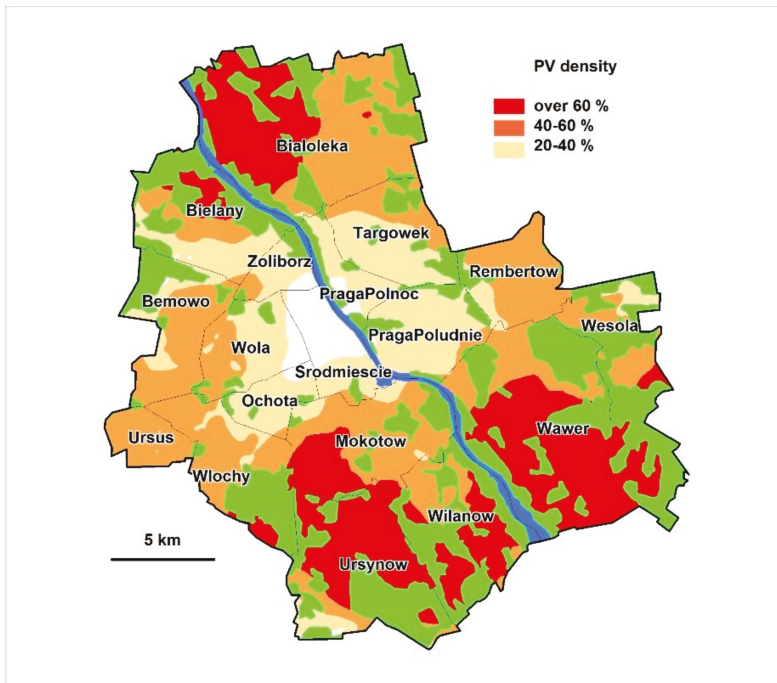 PV density
over 60 %
40-60 %
20-40 %
Bialoleka
Bielany
Targowek
Zoliborz
Rembertow
Bemowo
PragaPolnoc
Wesola
PragaPoludnie
Wola
Srodmiescie
Ochota
Ursus
Mokotow
Wawer
Wlochy
Wilanow
5 km
Ursynow